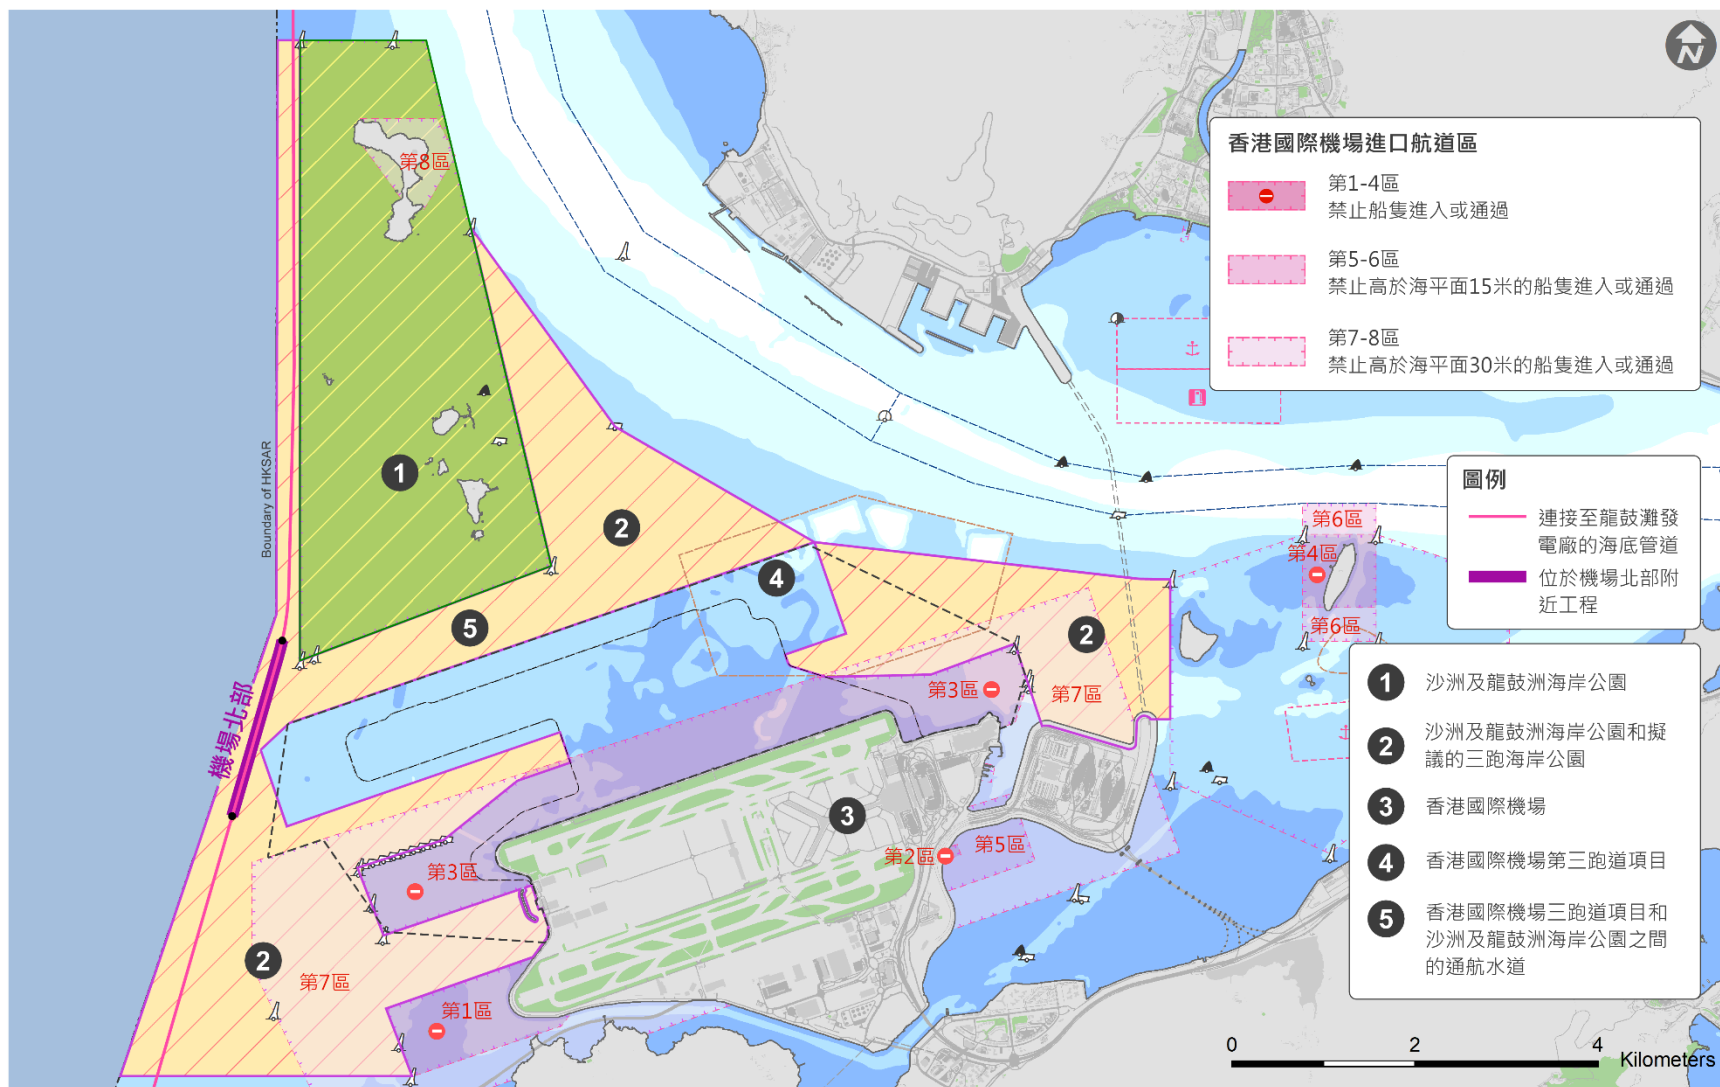 N
香港國際機場進口航道區
第1-4區
禁止船隻進入或通過
第5-6區
禁止高於海平面15米的船隻進入或通過
第7-8區
禁止高於海平面30米的船隻進入或通過
第8區
Boundary of HKSAR
1
2
圖例
連接至龍鼓灘發
電廠的海底管道
位於機場北部附
近工程
第6區
第4區
第6區
4
5
2
機場北部
第3區
第7區
3
第2區
第5區
第3區
2
第7區
第1區
1
沙洲及龍鼓洲海岸公園
2
沙洲及龍鼓洲海岸公園和擬
議的三跑海岸公園
3
香港國際機場
4
香港國際機場第三跑道項目
5
香港國際機場三跑道項目和
沙洲及龍鼓洲海岸公園之間
的通航水道
0 2 4
Kilometers